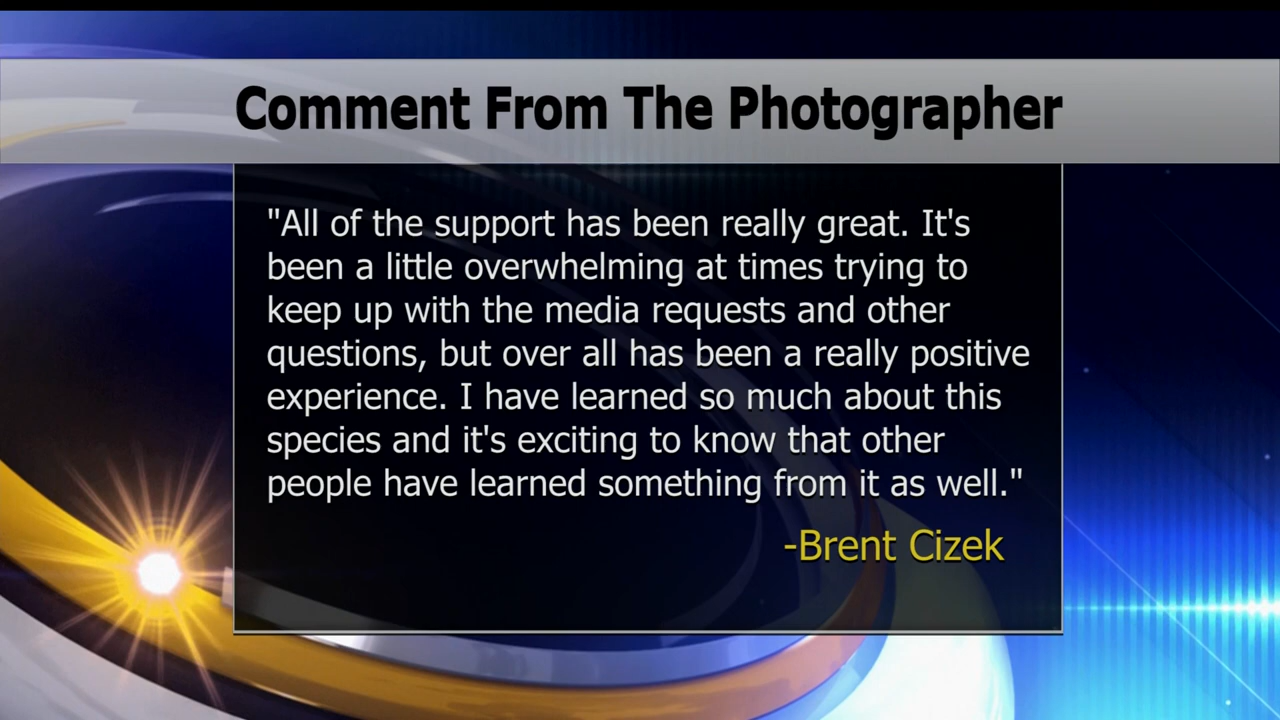 Comment From The Photographer
"All of the support has been really great. It's
been a little overwhelming at times trying to
keep up with the media requests and other
questions, but over all has been a really positive
experience. I have learned so much about this
species and it's exciting to know that other
people have learned something from it as well."
-Brent Cizek